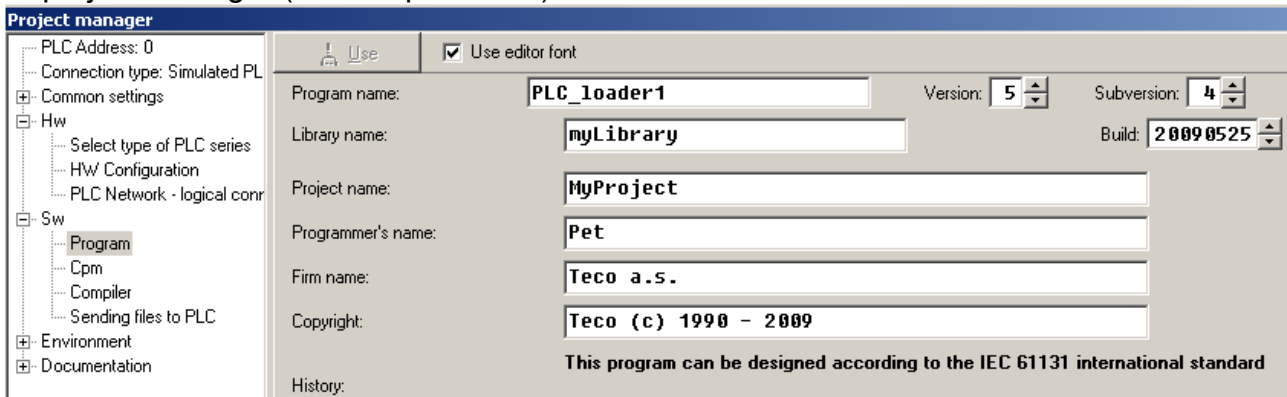 Project manager
PLC Address: 0
Connection type: Simulated PL
Common settings
Hw
Select type of PLC series
HW Configuration
PLC Network - logical conr
Sw
Program
Cpm
Compiler
Sending files to PLC
Environment
Documentation
Use
Use editor font
Program name: PLC_loader1 Version: 5 Subversion: 4
Library name: myLibrary Build: 20090525
Project name: MyProject
Programmer's name: Pet
Firm name: Teco a.s.
Copyright: Teco (c) 1990 - 2009
This program can be designed according to the IEC 61131 international standard
History: